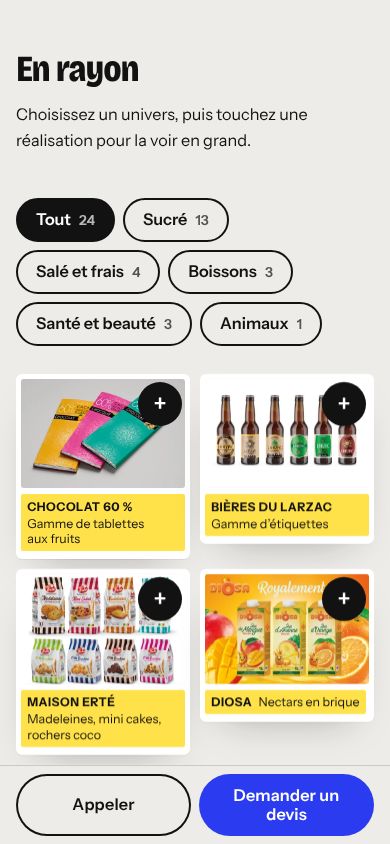 En rayon
Choisissez un univers, puis touchez une
réalisation pour la voir en grand.
Tout 24
Sucré 13
Salé et frais 4
Boissons 3
Santé et beauté 3
Animaux 1
+
+
CHOCOLAT 60 %
Gamme de tablettes
aux fruits
BIÈRES DU LARZAC
Gamme d'étiquettes
+
DIOSA Royalement
+
MAISON ERTÉ
Madeleines, mini cakes,
rochers coco
DIOSA Nectars en brique
Appeler
Demander un
devis